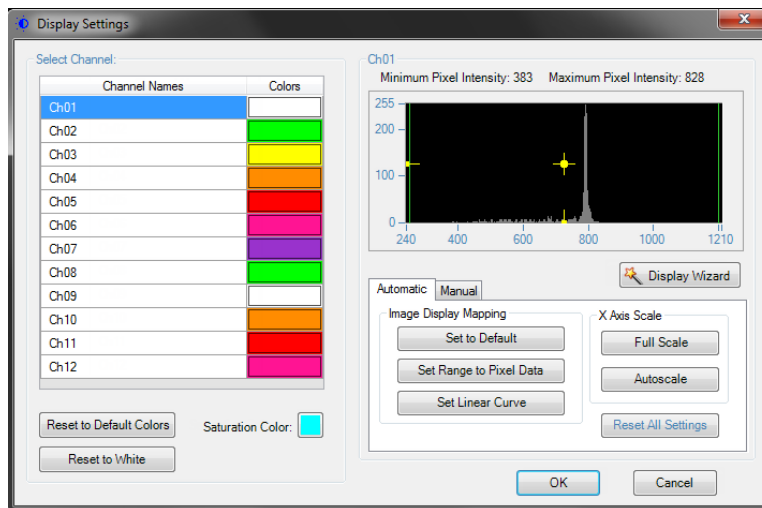 Display Settings
Select Channel:
Channel Names Colors
Ch01
Ch02
Ch03
Ch04
Ch05
Ch06
Ch07
Ch08
Ch09
Ch10
Ch11
Ch12
Reset to Default Colors Saturation Color:
Reset to White
Ch01
Minimum Pixel Intensity: 383 Maximum Pixel Intensity: 828
255
200
100
0
240 400 600 800 1000 1210
Display Wizard
Automatic Manual
Image Display Mapping X Axis Scale
Set to Default Full Scale
Set Range to Pixel Data Autoscale
Set Linear Curve
Reset All Settings
OK Cancel